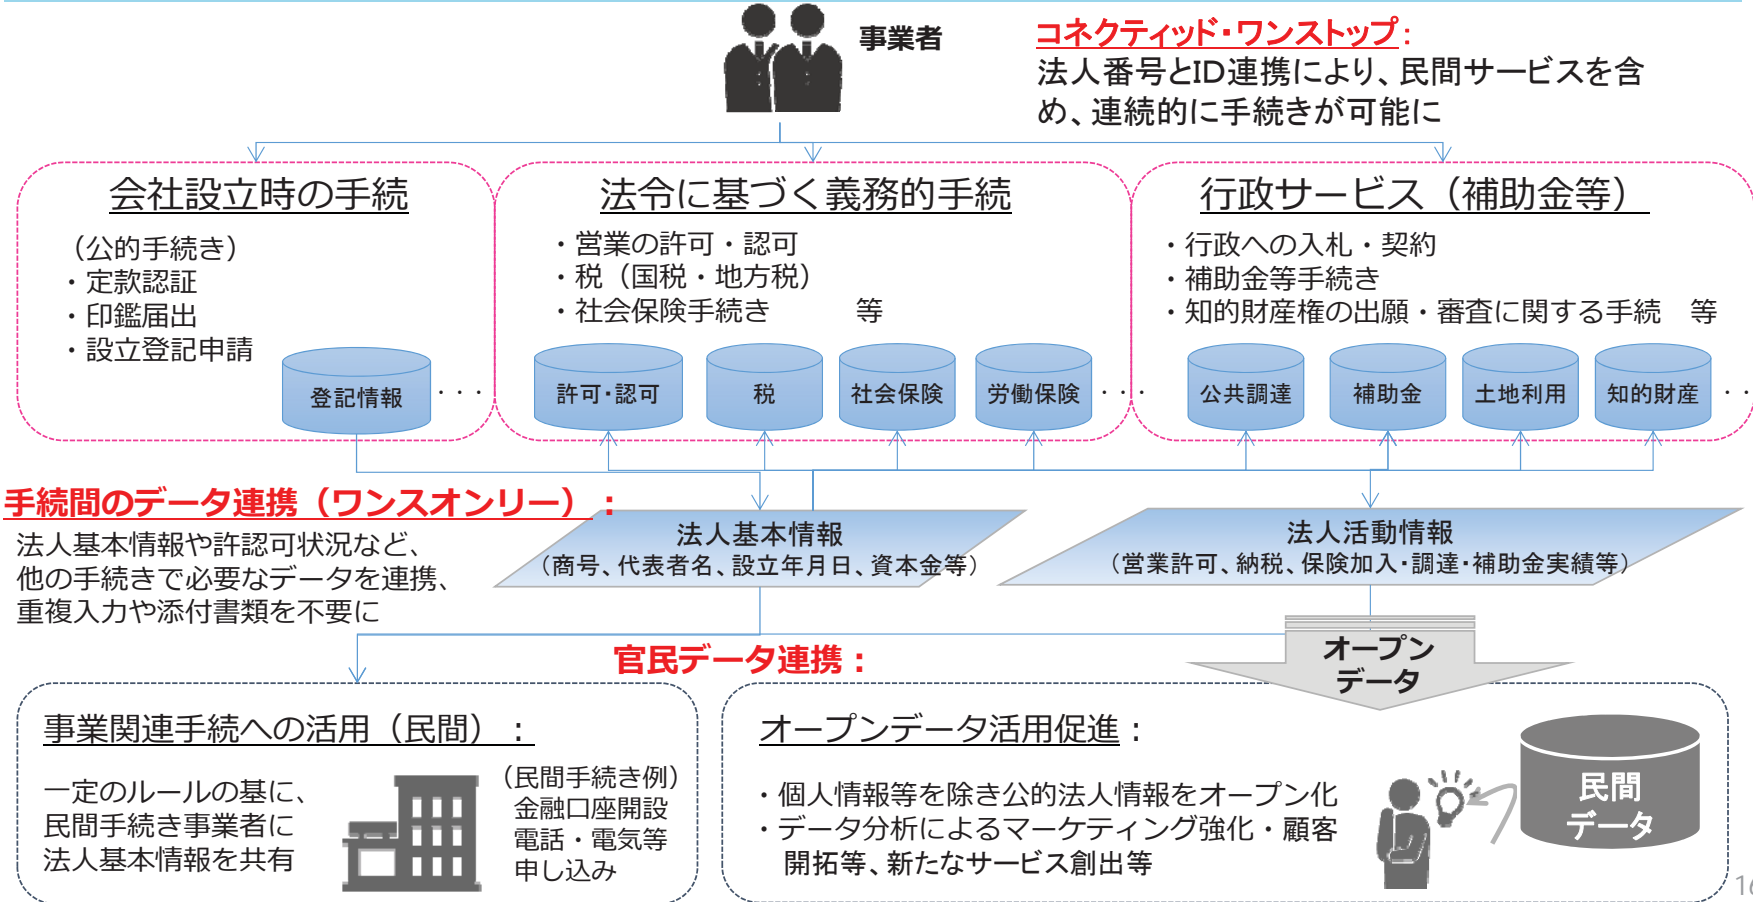 事業者
コネクティッド・ワンストップ：
法人番号とID連携により、民間サービスを含
め、連続的に手続きが可能に
会社設立時の手続
（公的手続き）
・定款認証
・印鑑届出
・設立登記申請
登記情報
・・・
法令に基づく義務的手続
・営業の許可・認可
・税（国税・地方税）
・社会保険手続き　　　等
許可・認可
税
社会保険
労働保険
・・・
行政サービス（補助金等）
・行政への入札・契約
・補助金等手続き
・知的財産権の出願・審査に関する手続　等
公共調達
補助金
土地利用
知的財産
・・
手続間のデータ連携（ワンスオンリー）：
法人基本情報や許認可状況など、
他の手続きで必要なデータを連携、
重複入力や添付書類を不要に
法人基本情報
（商号、代表者名、設立年月日、資本金等）
法人活動情報
（営業許可、納税、保険加入・調達・補助金実績等）
官民データ連携：
オープン
データ
事業関連手続への活用（民間）：
一定のルールの基に、
民間手続き事業者に
法人基本情報を共有
（民間手続き例）
金融口座開設
電話・電気等
申し込み
オープンデータ活用促進：
・個人情報等を除き公的法人情報をオープン化
・データ分析によるマーケティング強化・顧客
開拓等、新たなサービス創出等
民間
データ
16